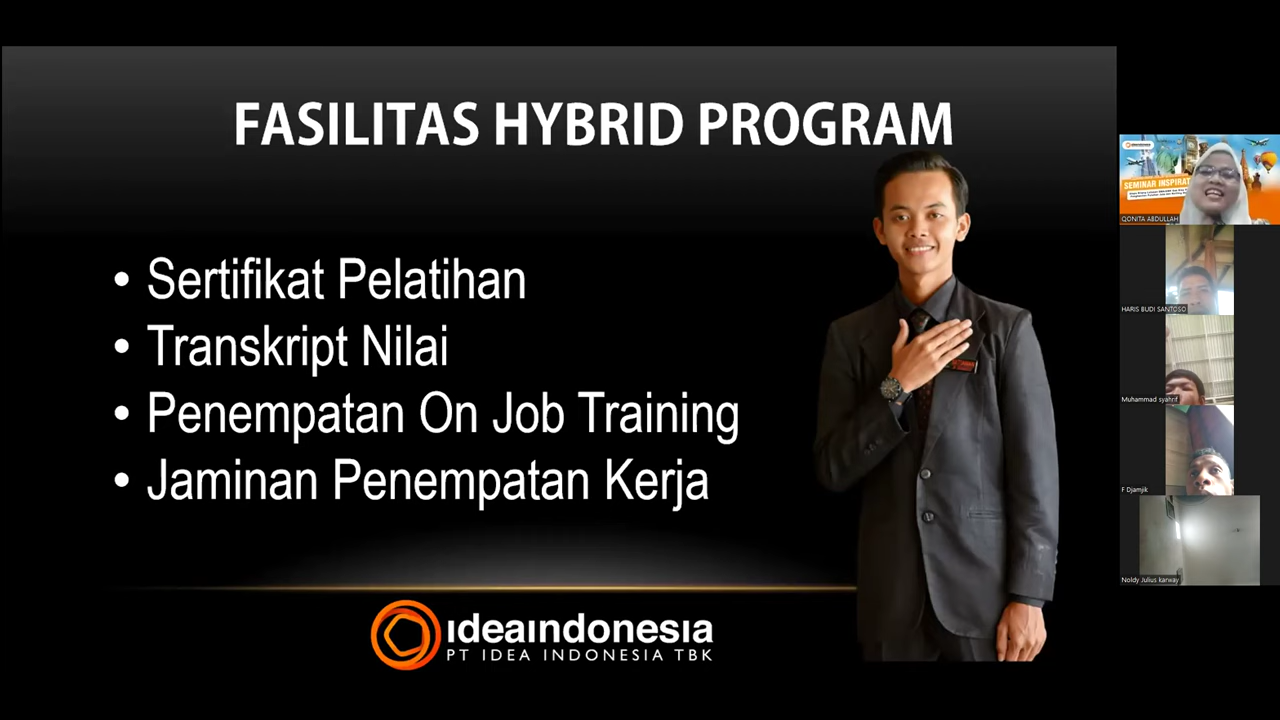 FASILITAS HYBRID PROGRAM
• Sertifikat Pelatihan
• Transkript Nilai
• Penempatan On Job Training
• Jaminan Penempatan Kerja
ideaindonesia
PT IDEA INDONESIA TBK
ideaindonesia
SEMINAR INSPIRAT
QONITA ABDULLAH
HARIS BUDI SANTOSO
Muhammad syahrif
F Djamjik
Noldy Julius karway